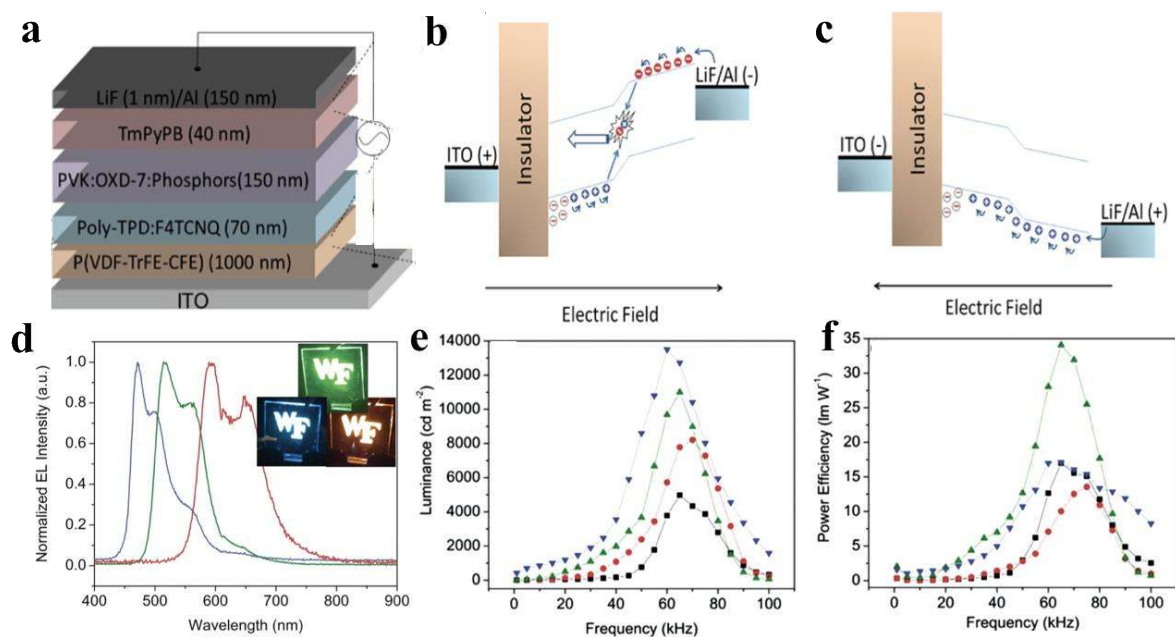 a
LiF (1 nm)/Al (150 nm)
TmPyPB (40 nm)
PVK:OXD-7:Phosphors(150 nm)
Poly-TPD:F4TCNQ (70 nm)
P(VDF-TrFE-CFE) (1000 nm)
ITO
b
ITO (+)
Insulator
LiF/Al (-)
Electric Field
c
ITO (-)
Insulator
LiF/Al (+)
Electric Field
d
Normalized EL Intensity (a.u.)
1.0
0.8
0.6
0.4
0.2
0.0
WF
WF
WF
400 500 600 700 800 900
Wavelength (nm)
e
Luminance (cd m⁻²)
14000
12000
10000
8000
6000
4000
2000
0
0 20 40 60 80 100
Frequency (kHz)
f
Power Efficiency (lm W⁻¹)
35
30
25
20
15
10
5
0
0 20 40 60 80 100
Frequency (kHz)